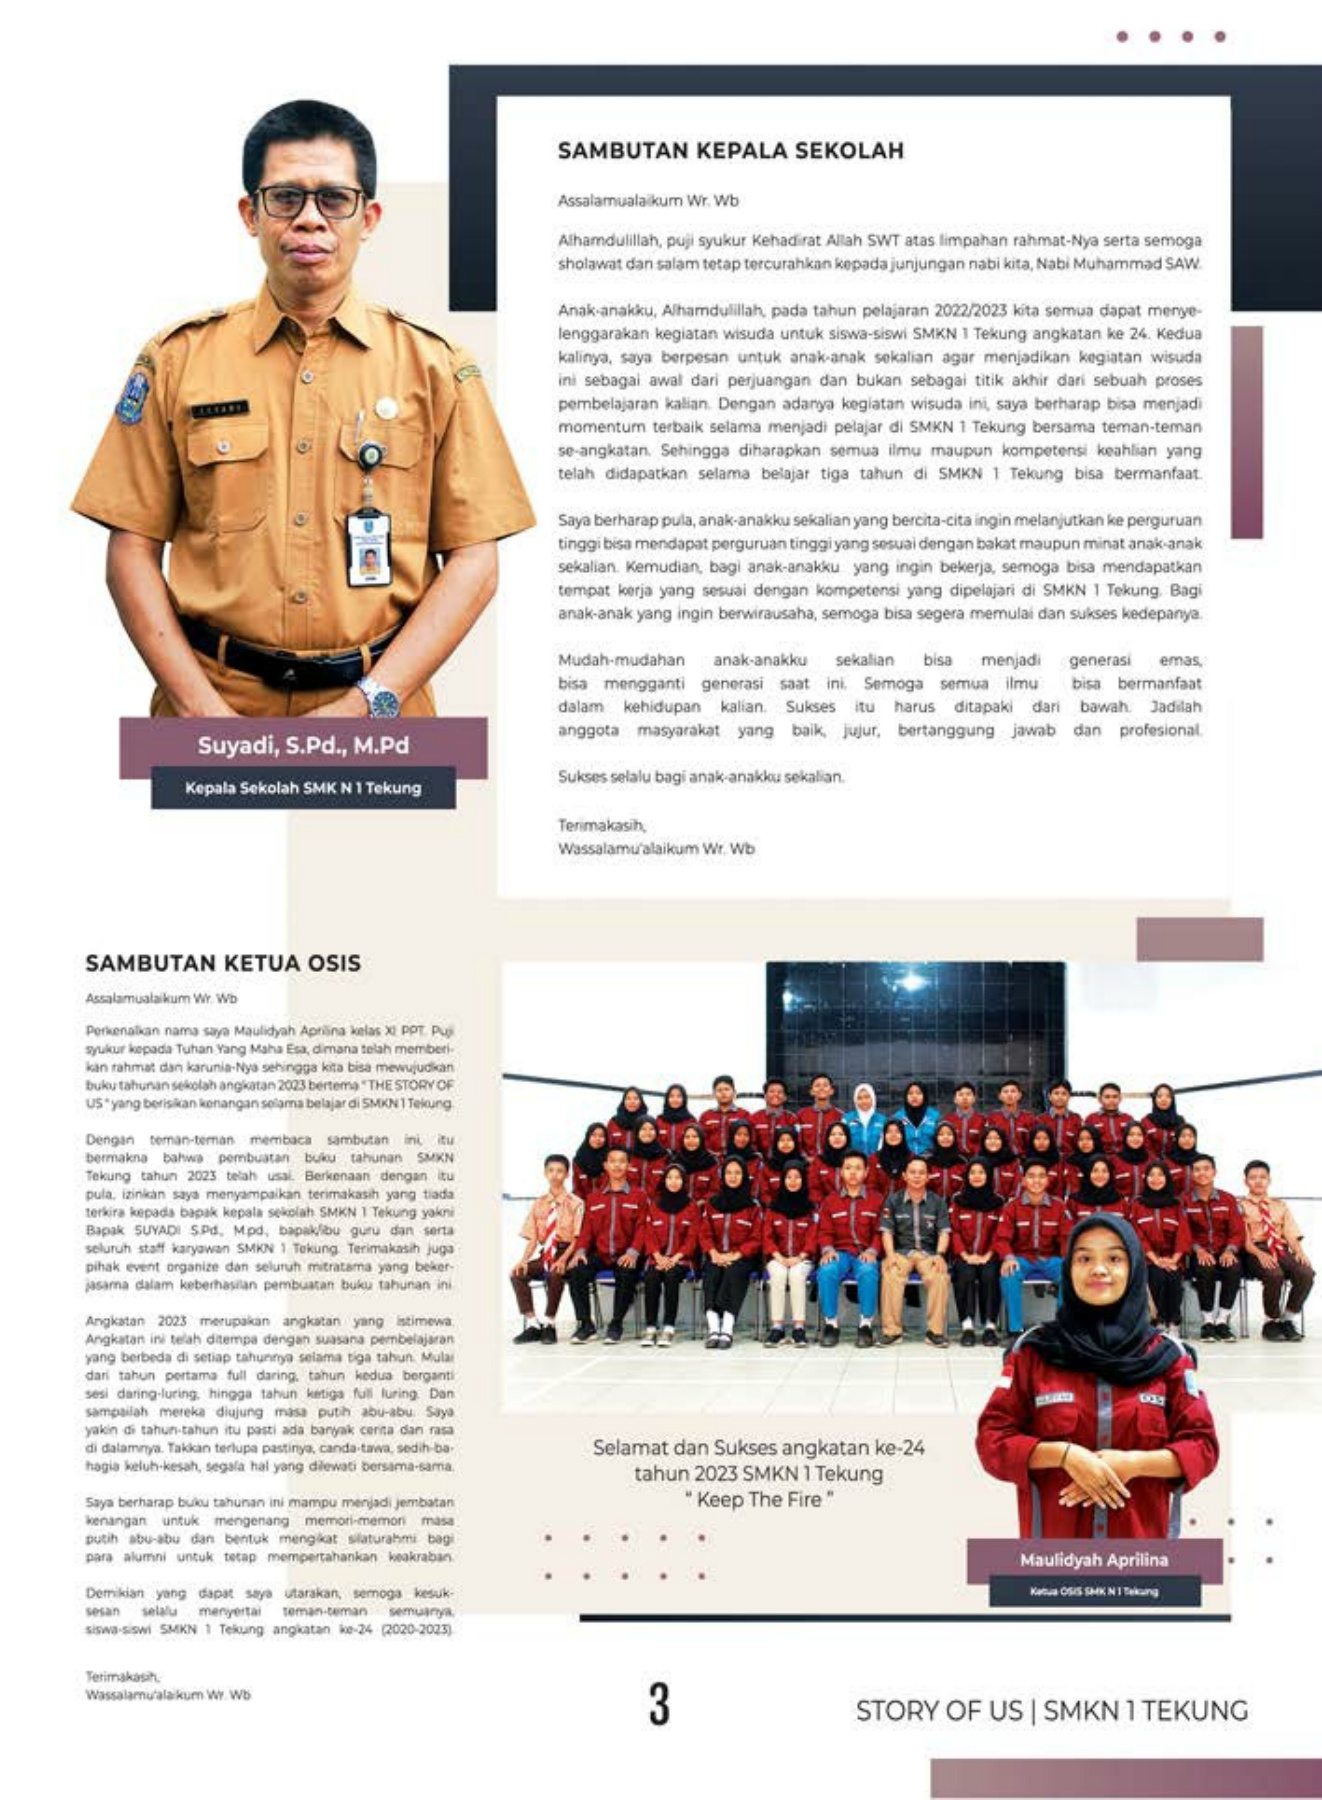 SAMBUTAN KEPALA SEKOLAH
Assalamualaikum Wr. Wb
Alhamdulillah, puji syukur Kehadirat Allah SWT atas limpahan rahmat-Nya serta semoga
sholawat dan salam tetap tercurahkan kepada junjungan nabi kita, Nabi Muhammad SAW.
Anak-anakku, Alhamdulillah, pada tahun pelajaran 2022/2023 kita semua dapat menye-
lenggarakan kegiatan wisuda untuk siswa-siswi SMKN 1 Tekung angkatan ke 24. Kedua
kalinya, saya berpesan untuk anak-anak sekalian agar menjadikan kegiatan wisuda
ini sebagai awal dari perjuangan dan bukan sebagai titik akhir dari sebuah proses
pembelajaran kalian. Dengan adanya kegiatan wisuda ini, saya berharap bisa menjadi
momentum terbaik selama menjadi pelajar di SMKN 1 Tekung bersama teman-teman
se-angkatan. Sehingga diharapkan semua ilmu maupun kompetensi keahlian yang
telah didapatkan selama belajar tiga tahun di SMKN 1 Tekung bisa bermanfaat.
Saya berharap pula, anak-anakku sekalian yang bercita-cita ingin melanjutkan ke perguruan
tinggi bisa mendapat perguruan tinggi yang sesuai dengan bakat maupun minat anak-anak
sekalian. Kemudian, bagi anak-anakku yang ingin bekerja, semoga bisa mendapatkan
tempat kerja yang sesuai dengan kompetensi yang dipelajari di SMKN 1 Tekung. Bagi
anak-anak yang ingin berwirausaha, semoga bisa segera memulai dan sukses kedepanya.
Mudah-mudahan anak-anakku sekalian bisa menjadi generasi emas,
bisa mengganti generasi saat ini. Semoga semua ilmu bisa bermanfaat
dalam kehidupan kalian. Sukses itu harus ditapaki dari bawah. Jadilah
anggota masyarakat yang baik, jujur, bertanggung jawab dan profesional.
Sukses selalu bagi anak-anakku sekalian.
Terimakasih,
Wassalamu'alaikum Wr. Wb
SUYADI
Suyadi, S.Pd., M.Pd
Kepala Sekolah SMK N 1 Tekung
SAMBUTAN KETUA OSIS
Assalamualaikum Wr. Wb
Perkenalkan nama saya Maulidyah Aprilina kelas XI PPT. Puji
syukur kepada Tuhan Yang Maha Esa, dimana telah memberi-
kan rahmat dan karunia-Nya sehingga kita bisa mewujudkan
buku tahunan sekolah angkatan 2023 bertema " THE STORY OF
US " yang berisikan kenangan selama belajar di SMKN 1 Tekung.
Dengan teman-teman membaca sambutan ini, itu
bermakna bahwa pembuatan buku tahunan SMKN
Tekung tahun 2023 telah usai. Berkenaan dengan itu
pula, izinkan saya menyampaikan terimakasih yang tiada
terkira kepada bapak kepala sekolah SMKN 1 Tekung yakni
Bapak SUYADI S.Pd., M.pd., bapak/ibu guru dan serta
seluruh staff karyawan SMKN 1 Tekung. Terimakasih juga
pihak event organize dan seluruh mitratama yang beker-
jasama dalam keberhasilan pembuatan buku tahunan ini.
Angkatan 2023 merupakan angkatan yang istimewa.
Angkatan ini telah ditempa dengan suasana pembelajaran
yang berbeda di setiap tahunnya selama tiga tahun. Mulai
dari tahun pertama full daring, tahun kedua berganti
sesi daring-luring, hingga tahun ketiga full luring. Dan
sampailah mereka diujung masa putih abu-abu. Saya
yakin di tahun-tahun itu pasti ada banyak cerita dan rasa
di dalamnya. Takkan terlupa pastinya, canda-tawa, sedih-ba-
hagia keluh-kesah, segala hal yang dilewati bersama-sama.
Saya berharap buku tahunan ini mampu menjadi jembatan
kenangan untuk mengenang memori-memori masa
putih abu-abu dan bentuk mengikat silaturahmi bagi
para alumni untuk tetap mempertahankan keakraban.
Demikian yang dapat saya utarakan, semoga kesuk-
sesan selalu menyertai teman-teman semuanya,
siswa-siswi SMKN 1 Tekung angkatan ke-24 (2020-2023).
Terimakasih,
Wassalamu'alaikum Wr. Wb
Selamat dan Sukses angkatan ke-24
tahun 2023 SMKN 1 Tekung
" Keep The Fire "
Maulidyah Aprilina
Ketua OSIS SMK N 1 Tekung
3
STORY OF US | SMKN 1 TEKUNG